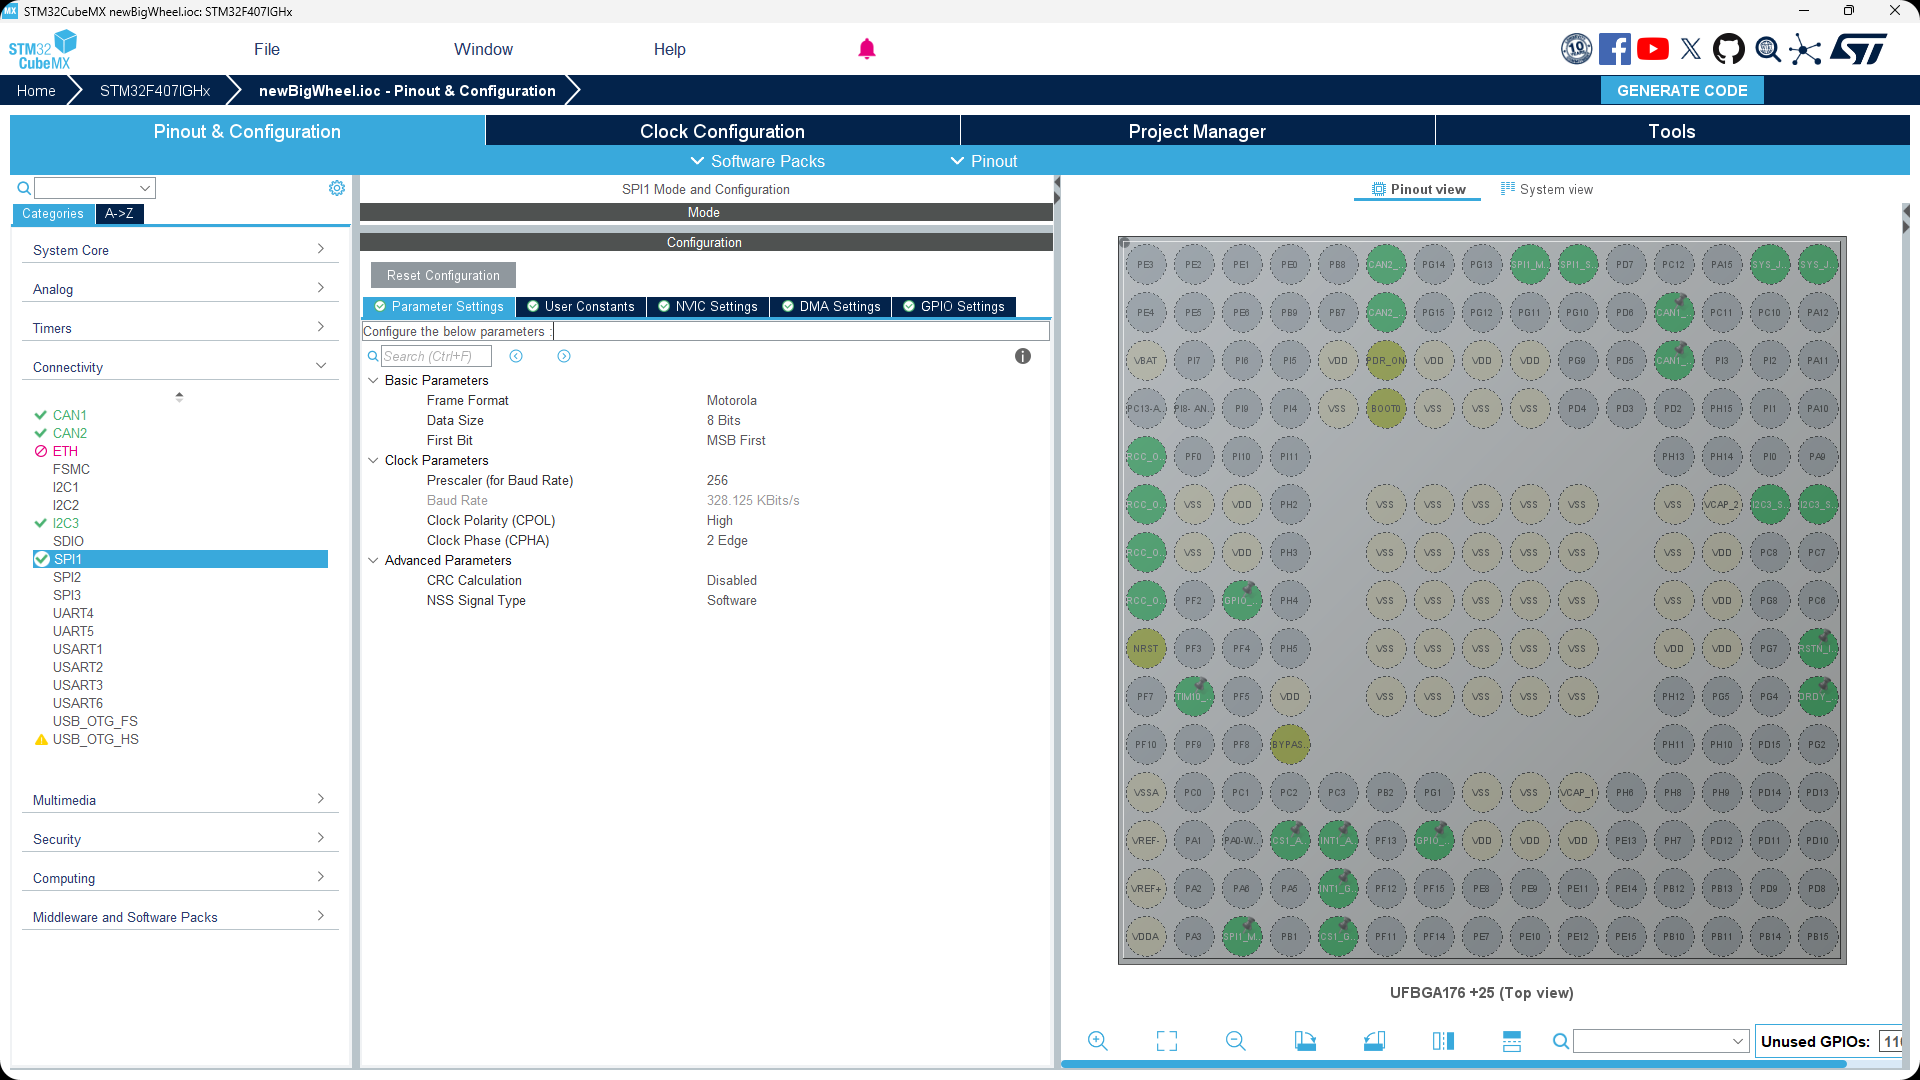 STM32CubeMX newBigWheel.ioc: STM32F407IGHx
STM32 CubeMX
File
Window
Help
Home
STM32F407IGHx
newBigWheel.ioc - Pinout & Configuration
GENERATE CODE
Pinout & Configuration
Clock Configuration
Project Manager
Tools
Software Packs
Pinout
Categories
A->Z
System Core
Analog
Timers
Connectivity
CAN1
CAN2
ETH
FSMC
I2C1
I2C2
I2C3
SDIO
SPI1
SPI2
SPI3
UART4
UART5
USART1
USART2
USART3
USART6
USB_OTG_FS
USB_OTG_HS
Multimedia
Security
Computing
Middleware and Software Packs
SPI1 Mode and Configuration
Mode
Configuration
Reset Configuration
Parameter Settings
User Constants
NVIC Settings
DMA Settings
GPIO Settings
Configure the below parameters :
Search (Ctrl+F)
Basic Parameters
Frame Format Motorola
Data Size 8 Bits
First Bit MSB First
Clock Parameters
Prescaler (for Baud Rate) 256
Baud Rate 328.125 KBits/s
Clock Polarity (CPOL) High
Clock Phase (CPHA) 2 Edge
Advanced Parameters
CRC Calculation Disabled
NSS Signal Type Software
Pinout view
System view
PE3 PE2 PE1 PE0 PB8 CAN2_.. PG14 PG13 SPI1_M.. SPI1_S.. PD7 PC12 PA15 SYS_J.. SYS_J..
PE4 PE5 PE6 PB9 PB7 CAN2_.. PG15 PG12 PG11 PG10 PD6 CAN1_.. PC11 PC10 PA12
VBAT PI7 PI6 PI5 VDD PDR_ON VDD VDD VDD PG9 PD5 CAN1_.. PI3 PI2 PA11
PC13-A.. PI8- AN.. PI9 PI4 VSS BOOT0 VSS VSS VSS PD4 PD3 PD2 PH15 PI1 PA10
RCC_O.. PF0 PI10 PI11 PH13 PH14 PI0 PA9
RCC_O.. VSS VDD PH2 VSS VSS VSS VSS VSS VSS VCAP_2 I2C3_S.. I2C3_S..
RCC_O.. VSS VDD PH3 VSS VSS VSS VSS VSS VSS VDD PC8 PC7
RCC_O.. PF2 GPIO_.. PH4 VSS VSS VSS VSS VSS VSS VDD PG8 PC6
NRST PF3 PF4 PH5 VSS VSS VSS VSS VSS VDD VDD PG7 RSTN_I..
PF7 TIM10_.. PF5 VDD VSS VSS VSS VSS VSS PH12 PG5 PG4 DRDY_..
PF10 PF9 PF8 BYPAS.. PH11 PH10 PD15 PG2
VSSA PC0 PC1 PC2 PC3 PB2 PG1 VSS VSS VCAP_1 PH6 PH8 PH9 PD14 PD13
VREF- PA1 PA0-W.. CS1_A.. INT1_A.. PF13 GPIO_.. VDD VDD VDD PE13 PH7 PD12 PD11 PD10
VREF+ PA2 PA6 PA5 INT1_G.. PF12 PF15 PE8 PE9 PE11 PE14 PB12 PB13 PD9 PD8
VDDA PA3 SPI1_M.. PB1 CS1_G.. PF11 PF14 PE7 PE10 PE12 PE15 PB10 PB11 PB14 PB15
UFBGA176 +25 (Top view)
Unused GPIOs: